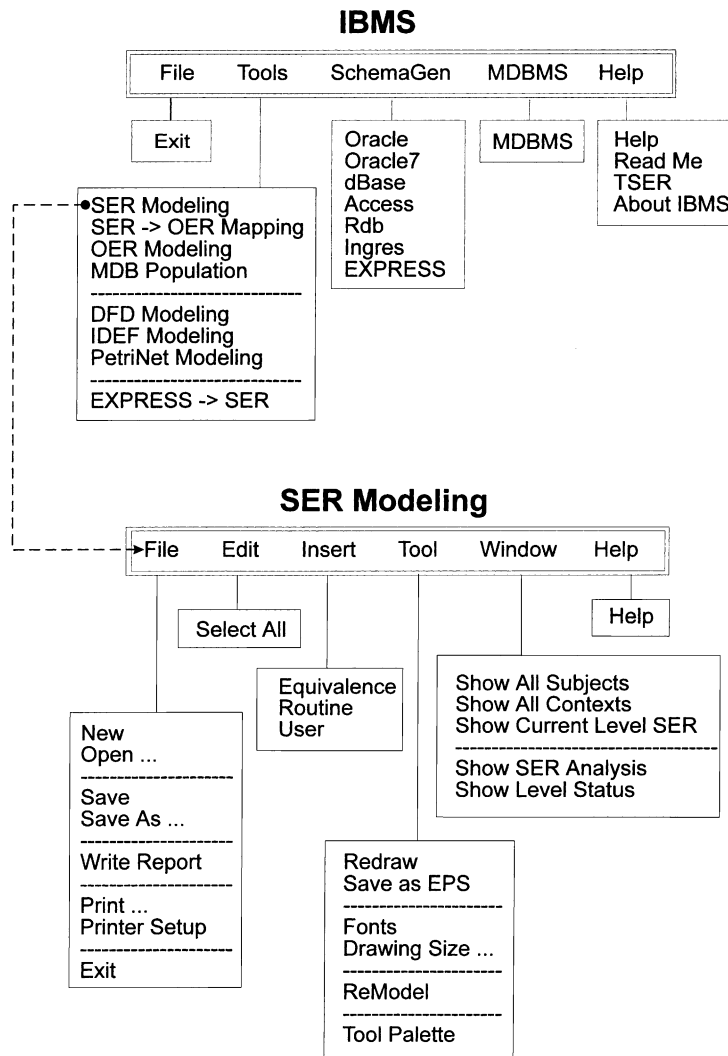 IBMS
File Tools SchemaGen MDBMS Help
Exit
Oracle
Oracle7
dBase
Access
Rdb
Ingres
EXPRESS
MDBMS
Help
Read Me
TSER
About IBMS
SER Modeling
SER -> OER Mapping
OER Modeling
MDB Population
DFD Modeling
IDEF Modeling
PetriNet Modeling
EXPRESS -> SER
SER Modeling
File Edit Insert Tool Window Help
Select All
Help
Equivalence
Routine
User
Show All Subjects
Show All Contexts
Show Current Level SER
Show SER Analysis
Show Level Status
New
Open ...
Save
Save As ...
Write Report
Print ...
Printer Setup
Exit
Redraw
Save as EPS
Fonts
Drawing Size ...
ReModel
Tool Palette